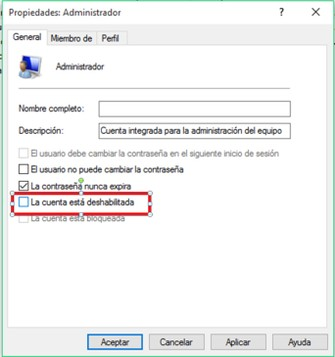 Propiedades: Administrador
General Miembro de Perfil
Administrador
Nombre completo:
Descripción: Cuenta integrada para la administración del equipo
El usuario debe cambiar la contraseña en el siguiente inicio de sesión
El usuario no puede cambiar la contraseña
La contraseña nunca expira
La cuenta está deshabilitada
La cuenta está bloqueada
Aceptar Cancelar Aplicar Ayuda